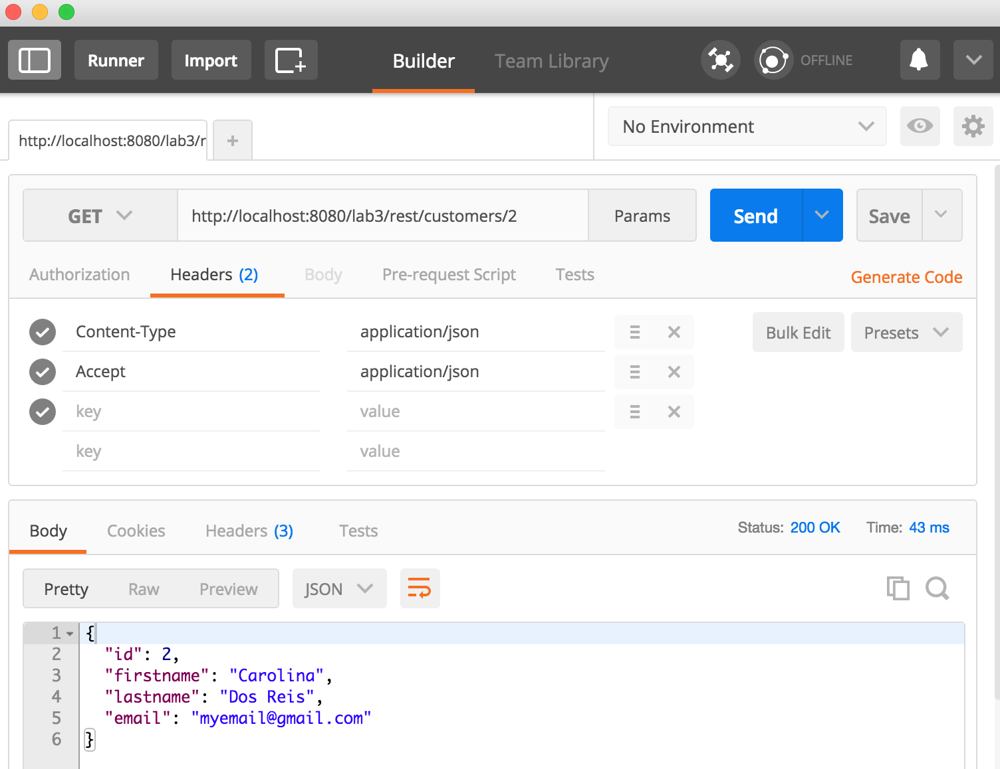 Runner Import Builder Team Library OFFLINE
http://localhost:8080/lab3/r + No Environment
GET http://localhost:8080/lab3/rest/customers/2 Params Send Save
Authorization Headers (2) Body Pre-request Script Tests Generate Code
Content-Type application/json Bulk Edit Presets
Accept application/json
key value
key value
Body Cookies Headers (3) Tests Status: 200 OK Time: 43 ms
Pretty Raw Preview JSON
1 {
2 "id": 2,
3 "firstname": "Carolina",
4 "lastname": "Dos Reis",
5 "email": "myemail@gmail.com"
6 }